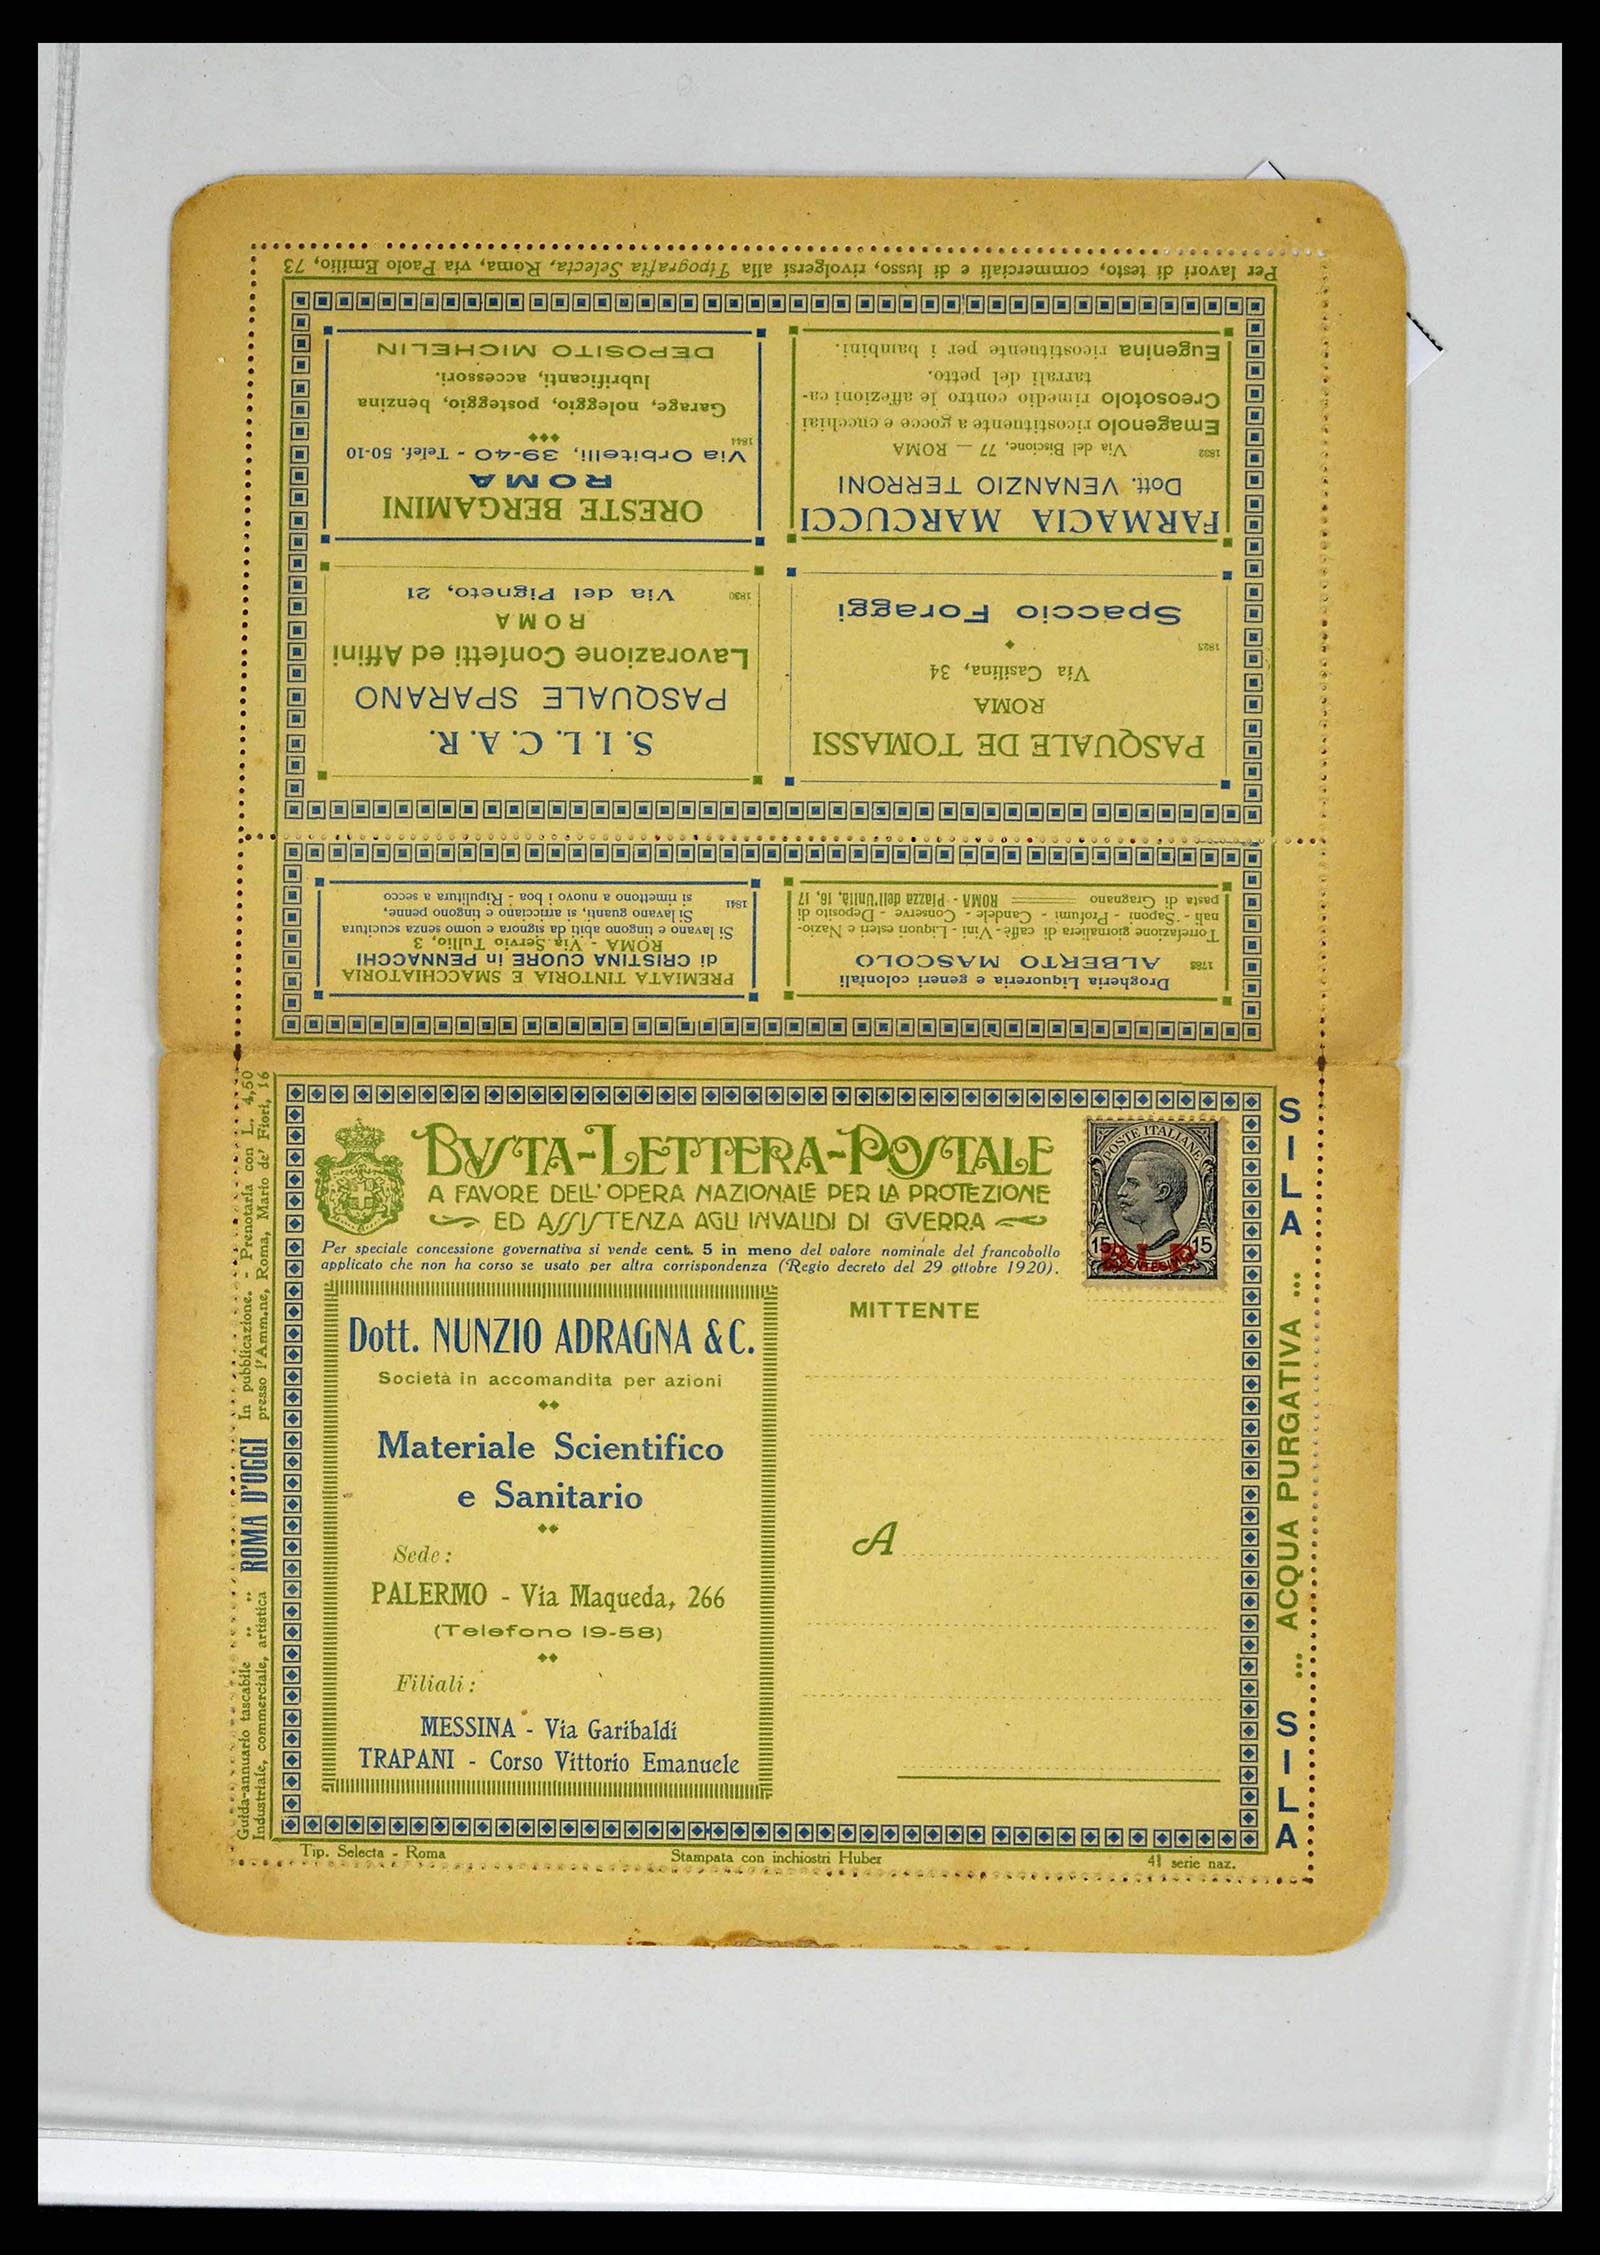 Per lavori di testo, commerciali e di lusso, rivolgersi alla Tipografia Selecta, Roma, via Paolo Emilio, 73
FARMACIA MARCUCCI
Dott. VENANZIO TERRONI
1832
Via del Biscione, 77 — ROMA
Emagenolo ricostituente a gocce e cucchiai
Creosotolo rimedio contro le affezioni ca-
tarrali del petto.
Eugenina ricostituente per i bambini.
ORESTE BERGAMINI
ROMA
Via Orbitelli, 39-40 - Telef. 50-10
1844
Garage, noleggio, posteggio, benzina
lubrificanti, accessori.
DEPOSITO MICHELIN
PASQUALE DE TOMASSI
ROMA
Via Casilina, 34
1825
Spaccio Foraggi
S. I. L. C. A. R.
PASQUALE SPARANO
Lavorazione Confetti ed Affini
ROMA
1830
Via del Pigneto, 21
Drogheria Liquoreria e generi coloniali
1788
ALBERTO MASCOLO
Torrefazione giornaliera di caffè - Vini - Liquori esteri e Nazio-
nali - Saponi - Profumi - Candele - Conserve - Deposito di
pasta di Gragnano ROMA - Piazza dell'Unità, 16, 17
PREMIATA TINTORIA E SMACCHIATORIA
di CRISTINA CUORE in PENNACCHI
ROMA - Via Servio Tullio, 3
Si lavano e tingono abiti da signora e uomo senza scucitura
Si lavano guanti, si arricciano e tingono penne,
1841
si rimettono a nuovo i boa - Ripulitura a secco
BUSTA-LETTERA-POSTALE
A FAVORE DELL'OPERA NAZIONALE PER LA PROTEZIONE
ED ASSISTENZA AGLI INVALIDI DI GVERRA
Per speciale concessione governativa si vende cent. 5 in meno del valore nominale del francobollo
applicato che non ha corso se usato per altra corrispondenza (Regio decreto del 29 ottobre 1920).
POSTE ITALIANE
15 15
CENTESIMI
B.L.P.
Dott. NUNZIO ADRAGNA & C.
Società in accomandita per azioni
Materiale Scientifico
e Sanitario
Sede:
PALERMO - Via Maqueda, 266
(Telefono 19-58)
Filiali:
MESSINA - Via Garibaldi
TRAPANI - Corso Vittorio Emanuele
MITTENTE
A
Guida-annuario tascabile ROMA D'OGGI In pubblicazione. - Prenotarla con L. 4,50
Industriale, commerciale, artistica presso l'Amm.ne, Roma, Mario de' Fiori, 16
SILA ... ACQUA PURGATIVA ... SILA
Tip. Selecta - Roma
Stampata con inchiostri Huber
41 serie naz.